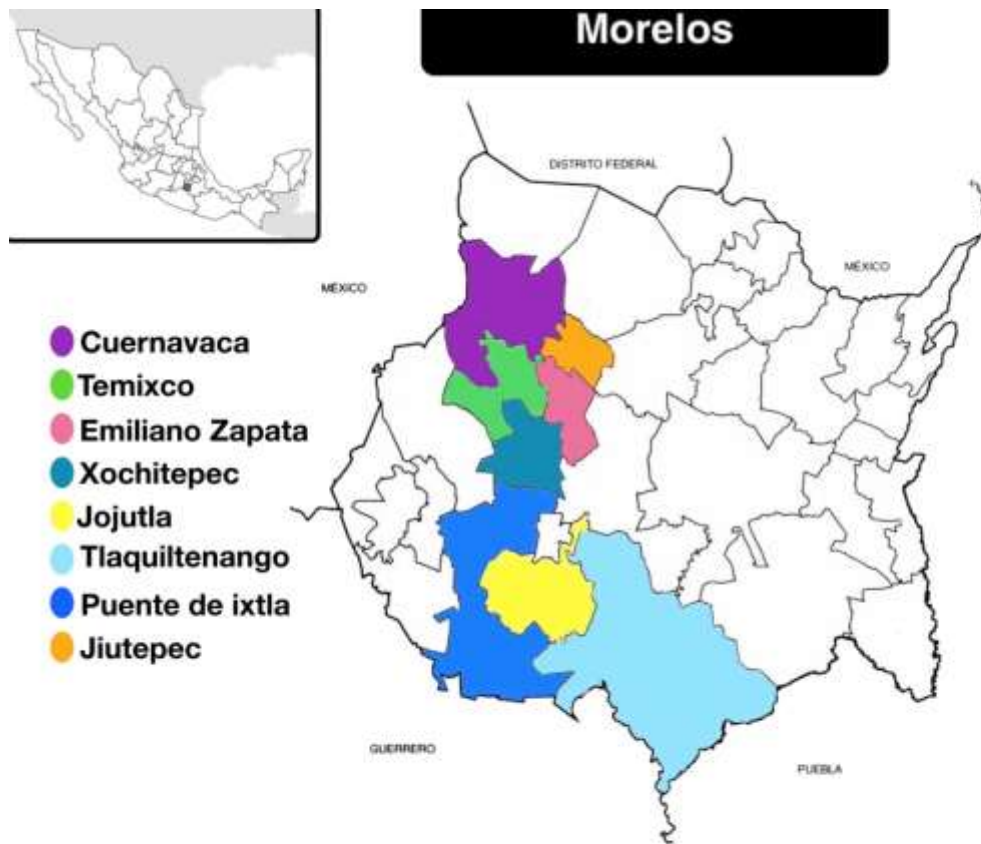 Morelos
DISTRITO FEDERAL
MÉXICO
MÉXICO
Cuernavaca
Temixco
Emiliano Zapata
Xochitepec
Jojutla
Tlaquiltenango
Puente de ixtla
Jiutepec
GUERRERO
PUEBLA